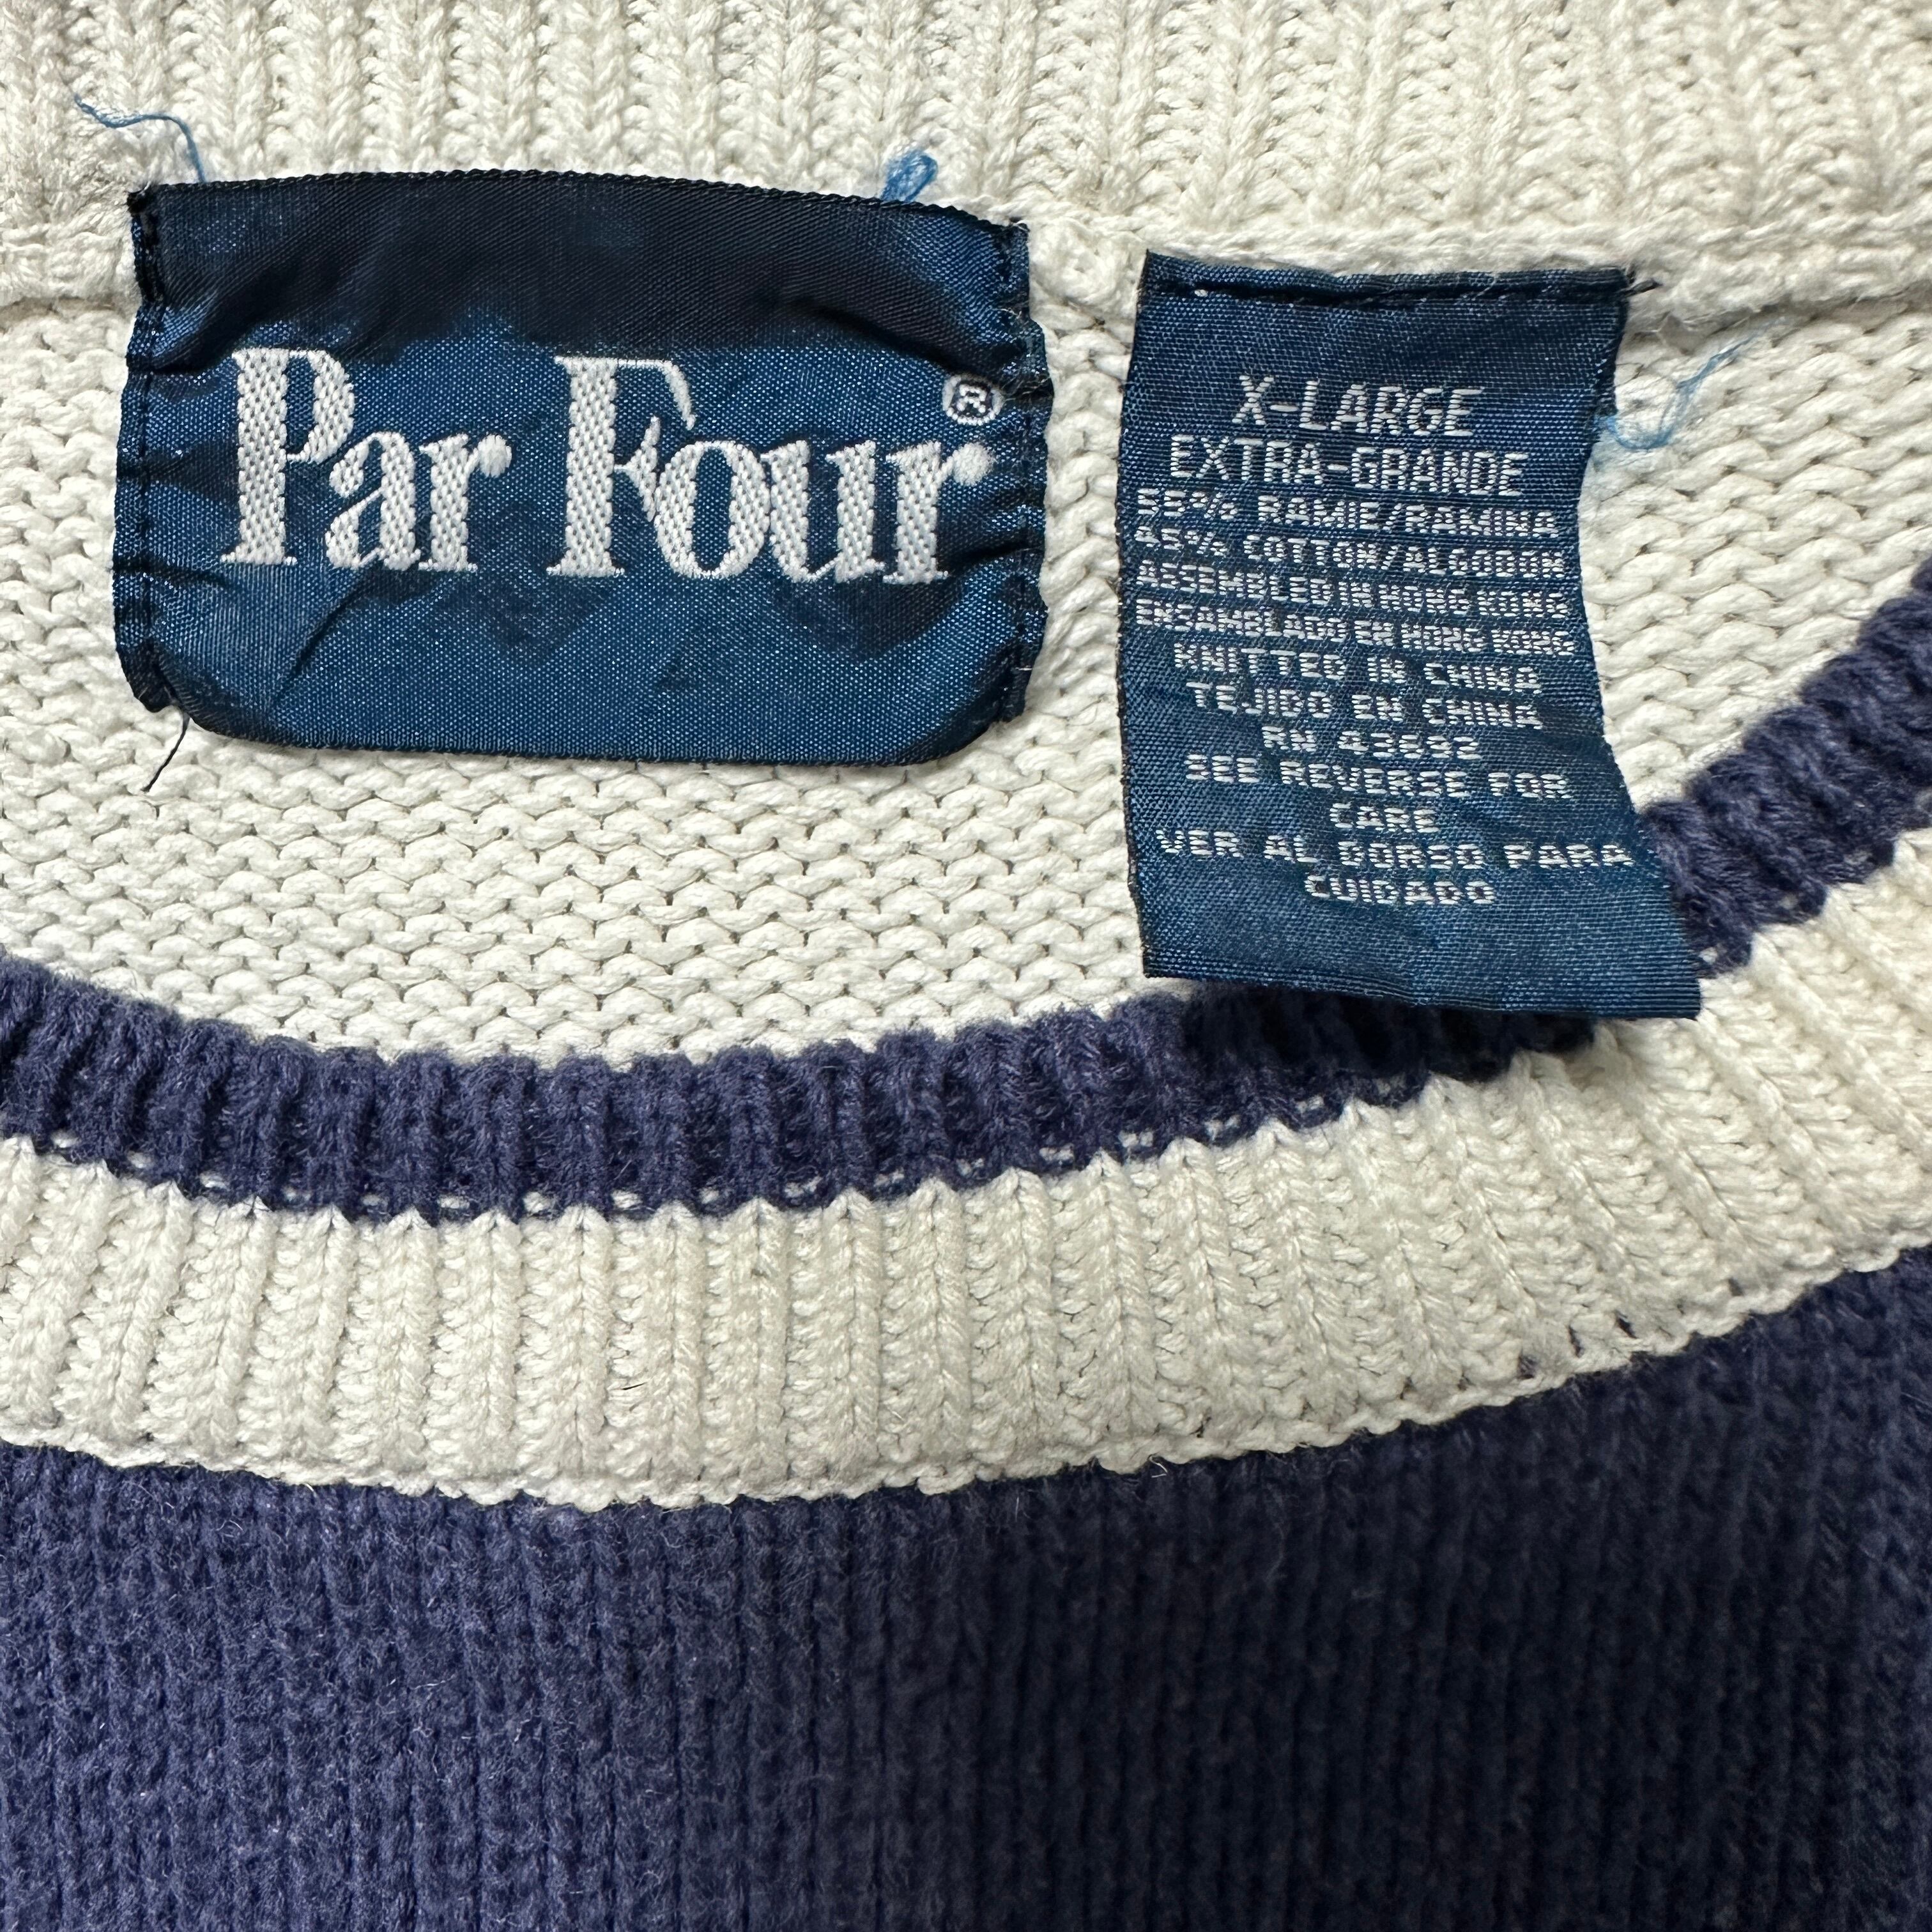 Par Four®
X-LARGE
EXTRA-GRANDE
55% RAMIE/RAMINA
45% COTTON/ALGODON
ASSEMBLED IN HONG KONG
ENSAMBLADO EN HONG KONG
KNITTED IN CHINA
TEJIDO EN CHINA
RN 43692
SEE REVERSE FOR
CARE
VER AL DORSO PARA
CUIDADO